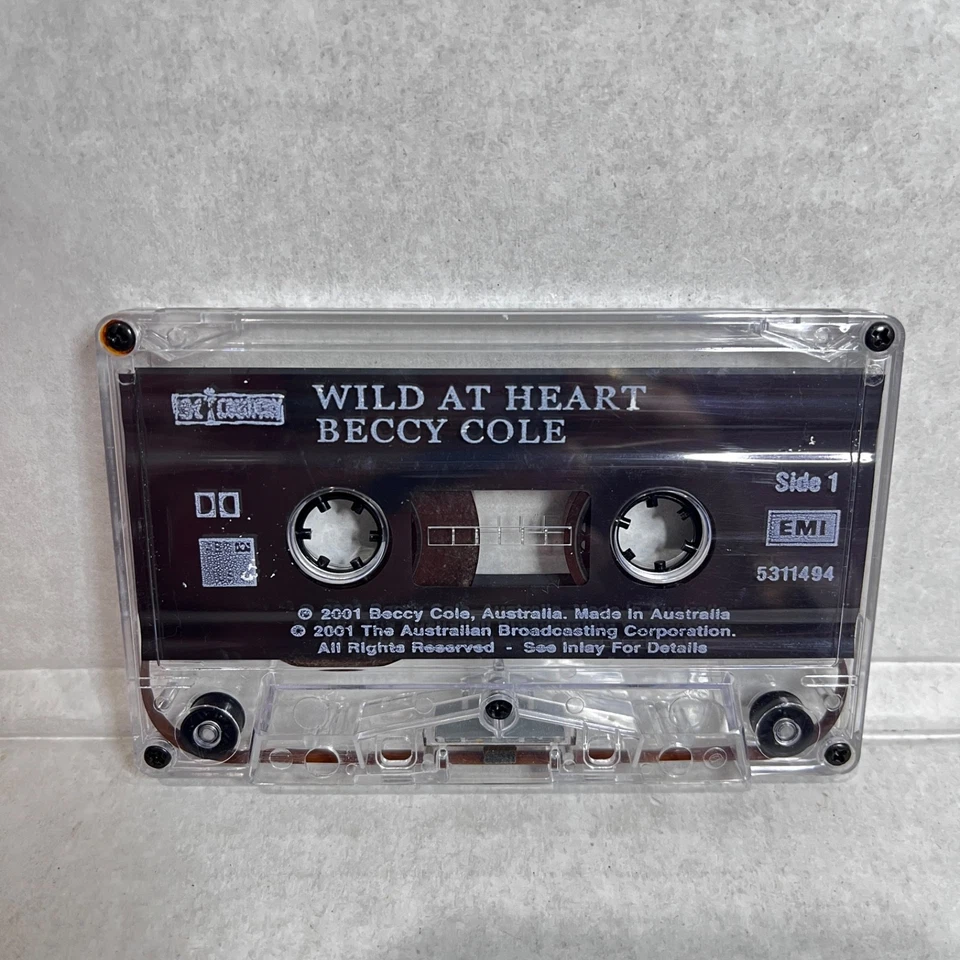 WILD AT HEART
BECCY COLE
Side 1
EMI
5311494
℗ 2001 Beccy Cole, Australia. Made In Australia
© 2001 The Australian Broadcasting Corporation.
All Rights Reserved - See Inlay For Details